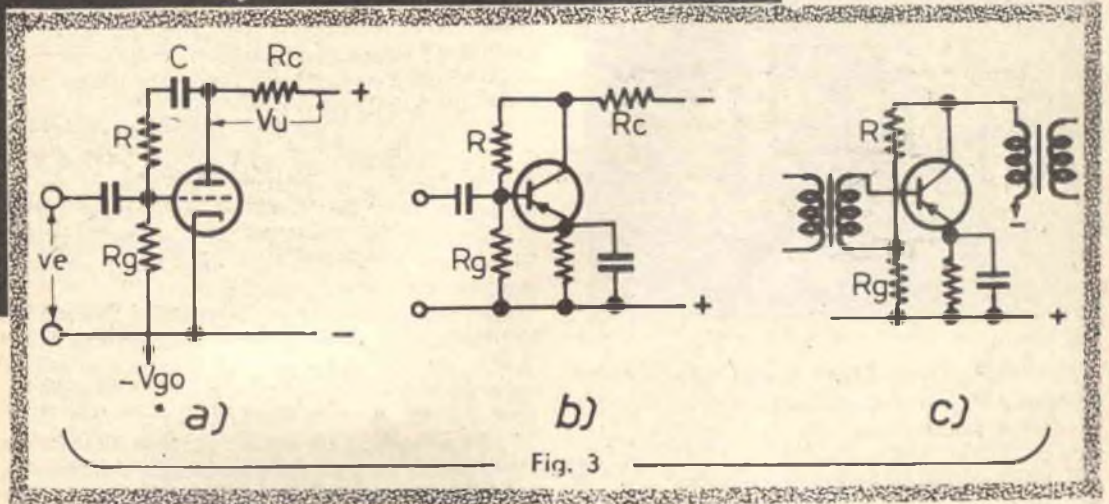 C
Rc
+
Vu
R
ve
Rg
-
-Vgo
a)
R
Rc
-
Rg
+
b)
R
-
Rg
+
c)
Fig. 3